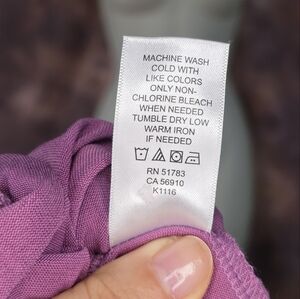 MACHINE WASH
COLD WITH
LIKE COLORS
ONLY NON-
CHLORINE BLEACH
WHEN NEEDED
TUMBLE DRY LOW
WARM IRON
IF NEEDED
RN 51783
CA 56910
K1116